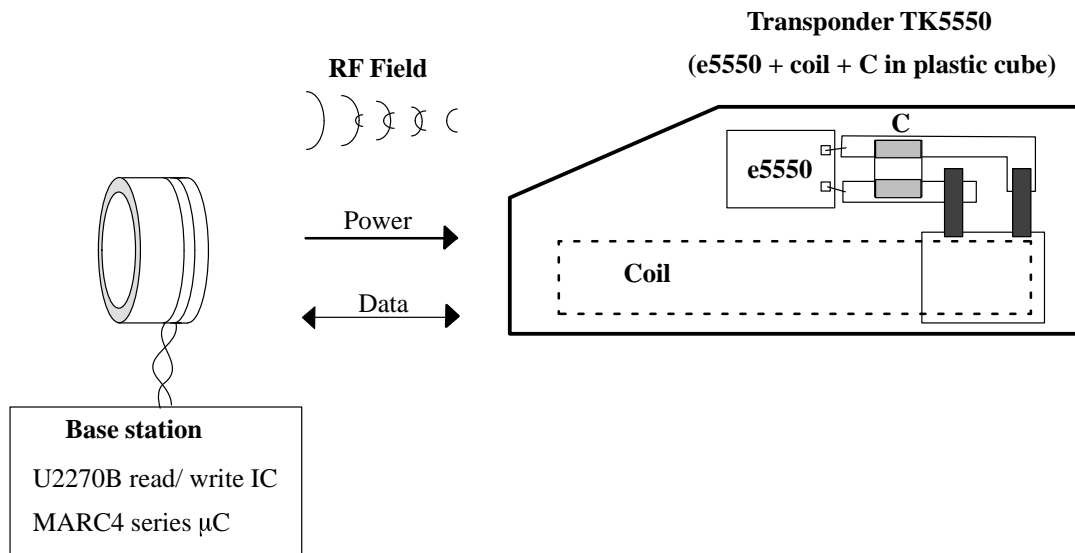 Transponder TK5550
(e5550 + coil + C in plastic cube)
RF Field
C
e5550
Power
Coil
Data
Base station
U2270B read/ write IC
MARC4 series µC